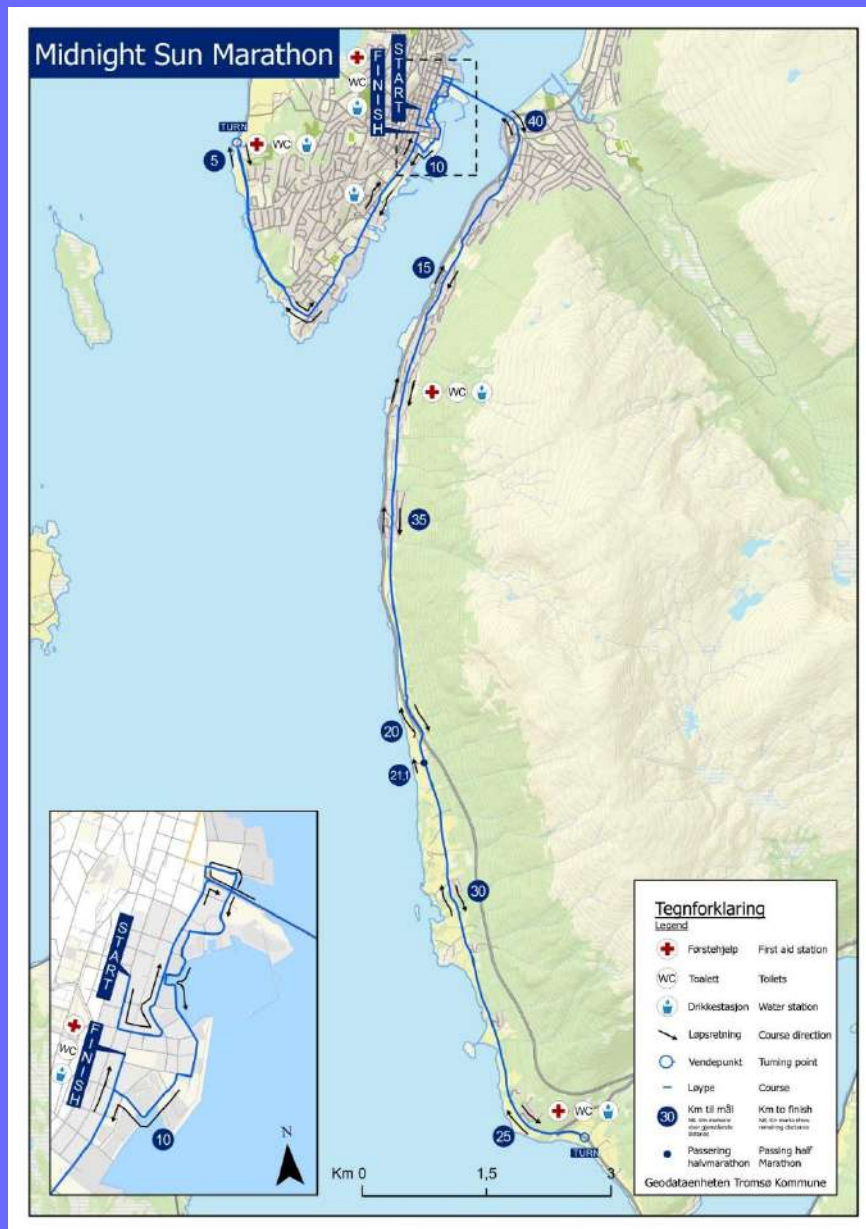 Midnight Sun Marathon
START
FINISH
WC
TURN
WC
5
10
40
15
WC
35
20
21,1
30
25
WC
TURN
START
FINISH
WC
10
N
Km 0 1,5 3
Tegnforklaring
Legend
Førstehjelp First aid station
WC Toalett Toilets
Drikkestasjon Water station
Løpsretning Course direction
Vendepunkt Turning point
Løype Course
30 Km til mål Km to finish
Passering Passing half
halvmarathon Marathon
Geodataenheten Tromsø Kommune